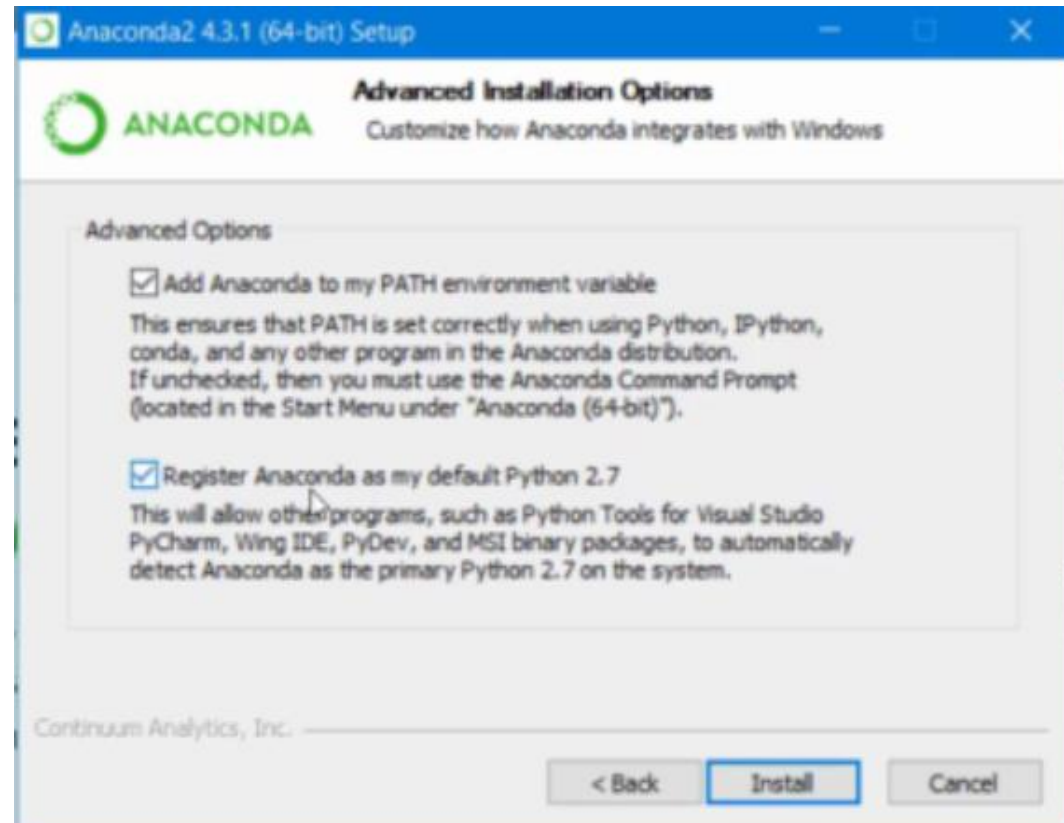 Anaconda2 4.3.1 (64-bit) Setup
ANACONDA
Advanced Installation Options
Customize how Anaconda integrates with Windows
Advanced Options
Add Anaconda to my PATH environment variable
This ensures that PATH is set correctly when using Python, IPython,
conda, and any other program in the Anaconda distribution.
If unchecked, then you must use the Anaconda Command Prompt
(located in the Start Menu under "Anaconda (64-bit)").
Register Anaconda as my default Python 2.7
This will allow other programs, such as Python Tools for Visual Studio
PyCharm, Wing IDE, PyDev, and MSI binary packages, to automatically
detect Anaconda as the primary Python 2.7 on the system.
Continuum Analytics, Inc.
< Back
Install
Cancel